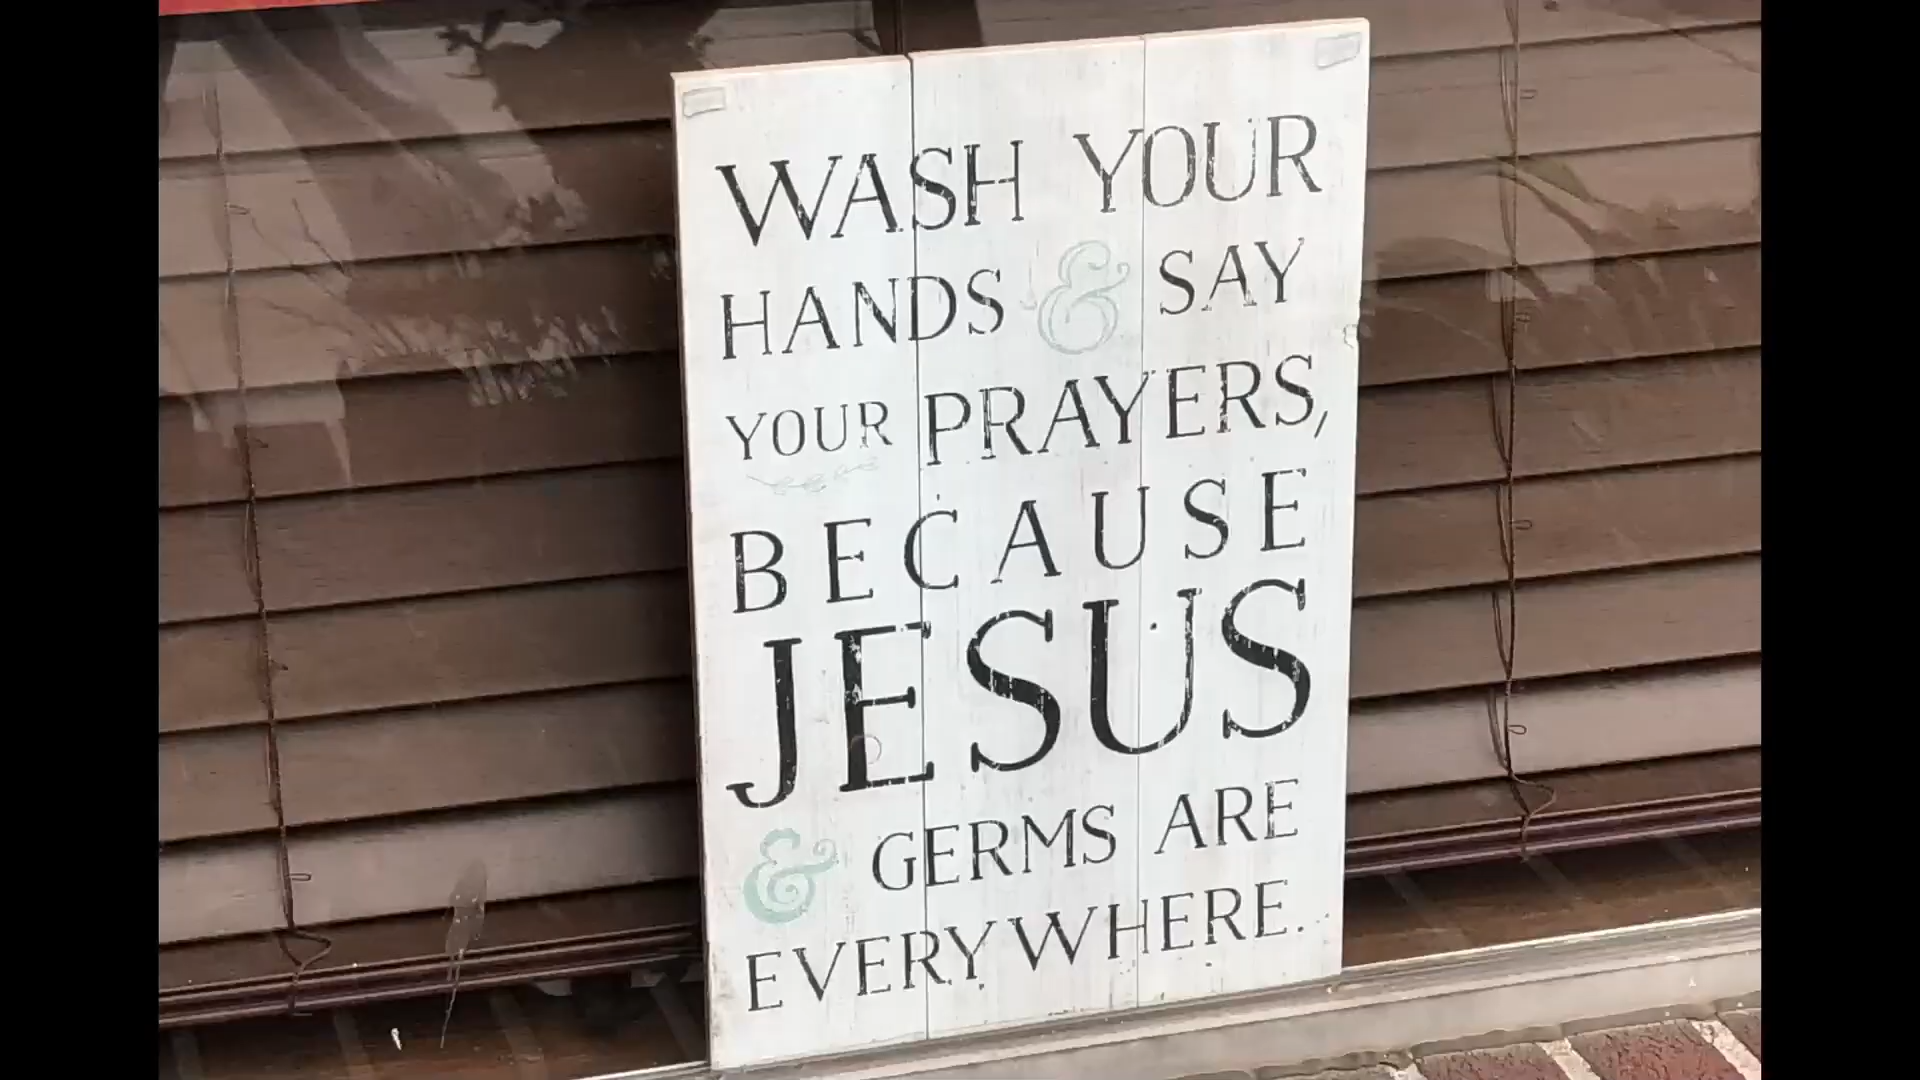 WASH YOUR
HANDS & SAY
YOUR PRAYERS,
BECAUSE
JESUS
& GERMS ARE
EVERYWHERE.